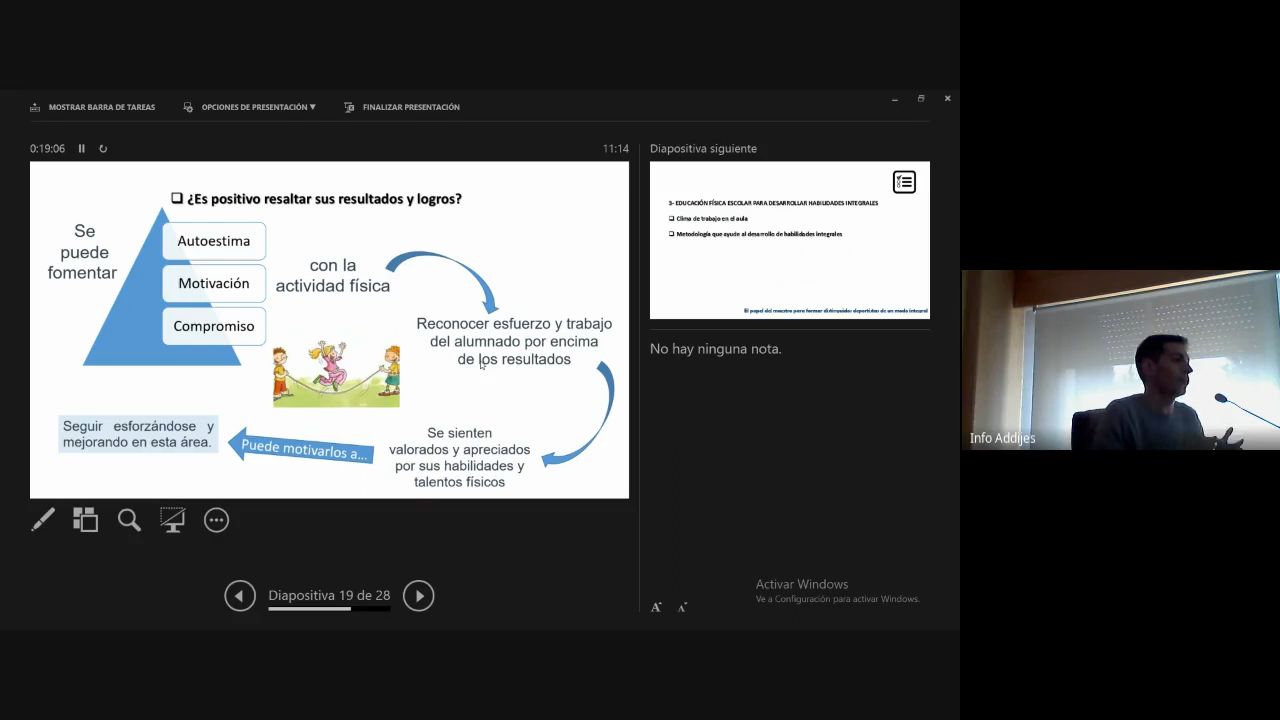 MOSTRAR BARRA DE TAREAS
OPCIONES DE PRESENTACIÓN
FINALIZAR PRESENTACIÓN
0:19:06
11:14
Diapositiva siguiente
¿Es positivo resaltar sus resultados y logros?
Se
puede
fomentar
Autoestima
Motivación
Compromiso
con la
actividad física
Reconocer esfuerzo y trabajo
del alumnado por encima
de los resultados
Se sienten
valorados y apreciados
por sus habilidades y
talentos físicos
Puede motivarlos a...
Seguir esforzándose y
mejorando en esta área.
3- EDUCACIÓN FÍSICA ESCOLAR PARA DESARROLLAR HABILIDADES INTEGRALES
Clima de trabajo en el aula
Metodología que ayude al desarrollo de habilidades integrales
El papel del maestro para formar distinguidos deportistas de un modo integral
No hay ninguna nota.
Diapositiva 19 de 28
Activar Windows
Ve a Configuración para activar Windows.
A A
Info Addijes